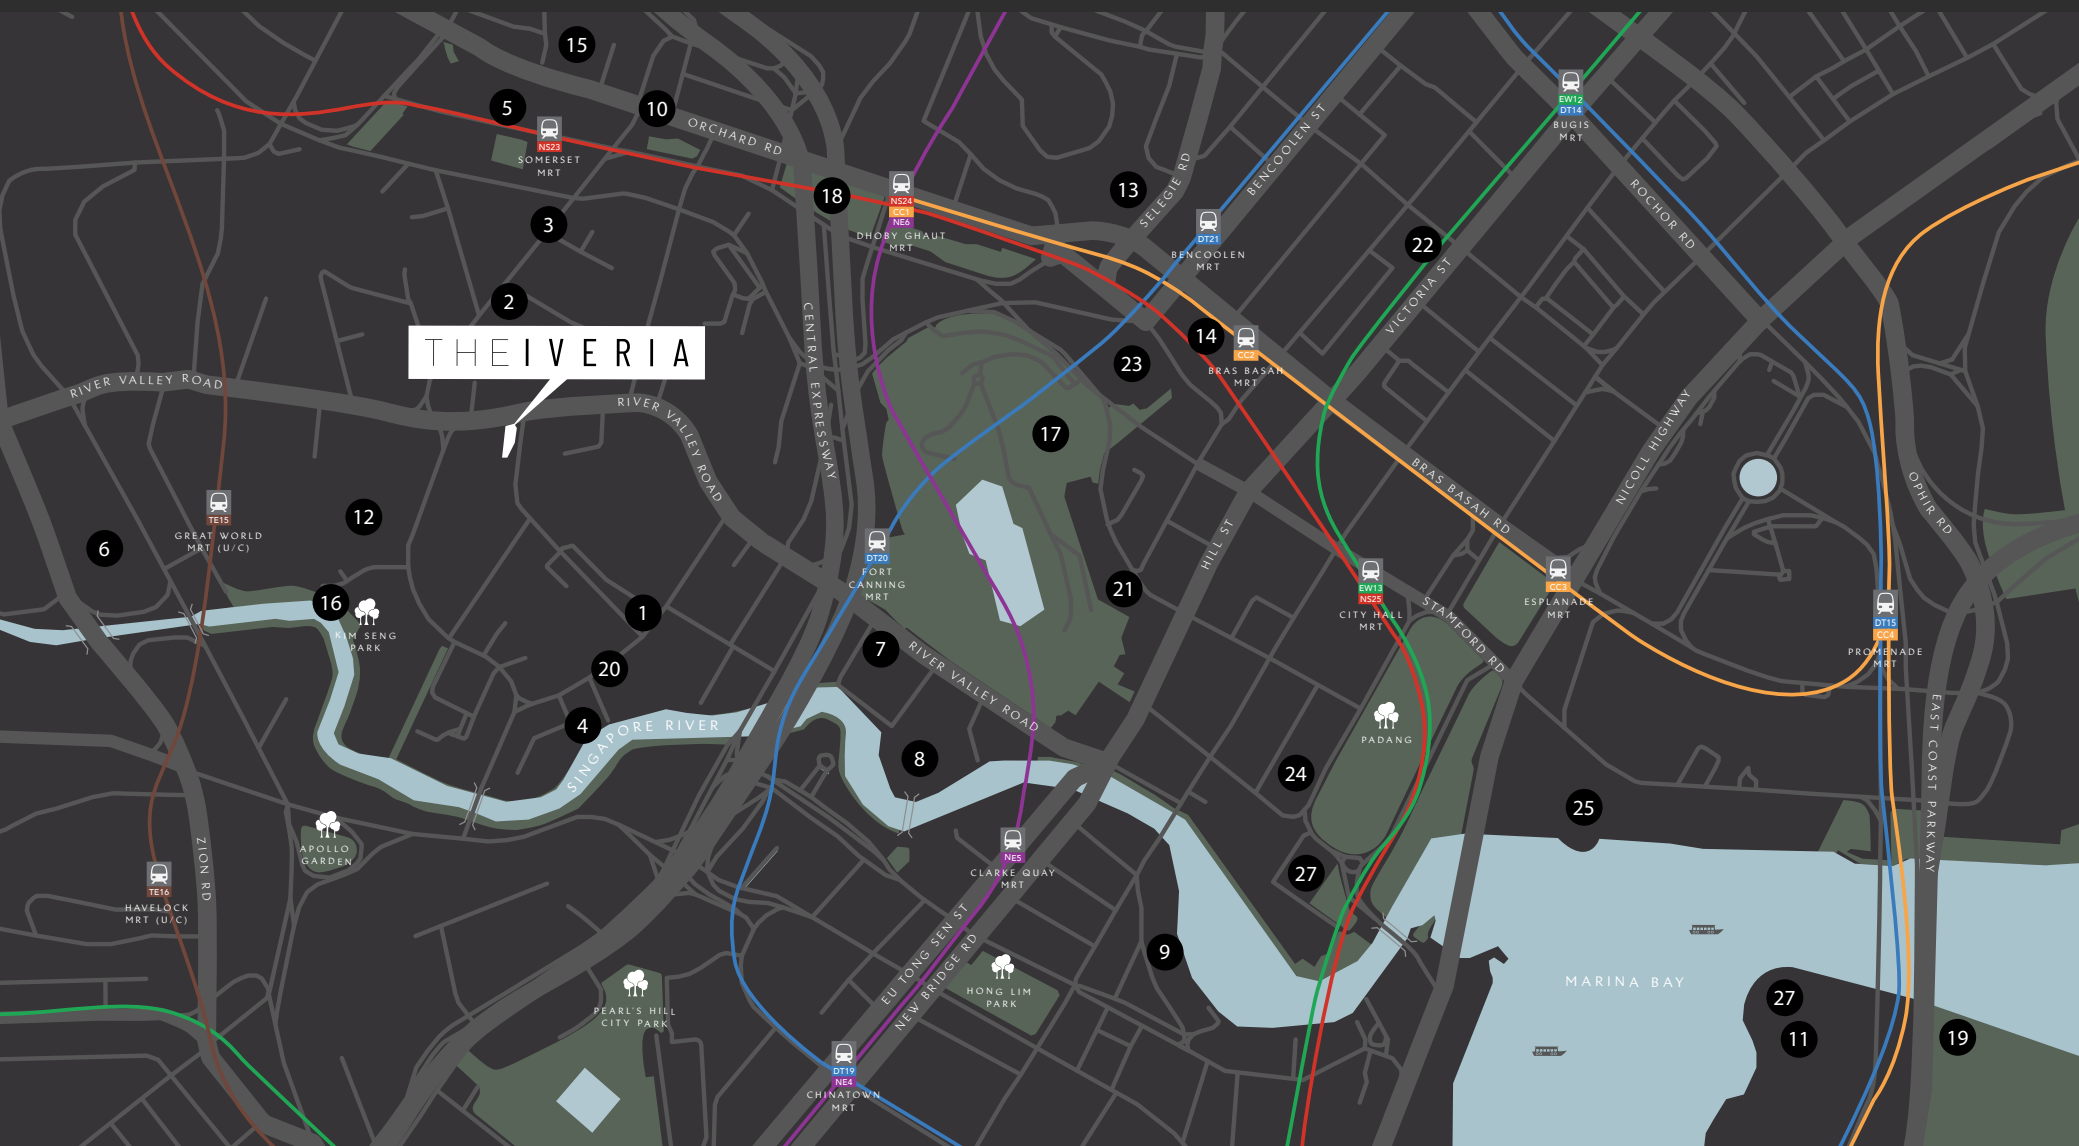 15
5
10
ORCHARD RD
NS23
SOMERSET
MRT
EW12
DT14
BUGIS
MRT
BENCOOLEN ST
18
NS24
CC1
NE6
DHOBY GHAUT
MRT
13
SELEGIE RD
ROCHOR RD
3
DT21
BENCOOLEN
MRT
22
VICTORIA ST
2
THEIVERIA
CENTRAL EXPRESSWAY
14
CC2
BRAS BASAH
MRT
23
RIVER VALLEY ROAD
RIVER VALLEY ROAD
17
NICOLL HIGHWAY
BRAS BASAH RD
OPHIR RD
TE15
GREAT WORLD
MRT (U/C)
12
6
HILL ST
DT20
FORT
CANNING
MRT
21
EW13
NS25
CITY HALL
MRT
CC3
ESPLANADE
MRT
STAMFORD RD
DT15
CC4
PROMENADE
MRT
16
KIM SENG
PARK
1
7
RIVER VALLEY ROAD
20
4
SINGAPORE RIVER
PADANG
8
24
25
EAST COAST PARKWAY
APOLLO
GARDEN
ZION RD
NE5
CLARKE QUAY
MRT
27
TE16
HAVELOCK
MRT (U/C)
EU TONG SEN ST
NEW BRIDGE RD
9
HONG LIM
PARK
MARINA BAY
PEARL'S HILL
CITY PARK
27
11
19
DT19
NE4
CHINATOWN
MRT